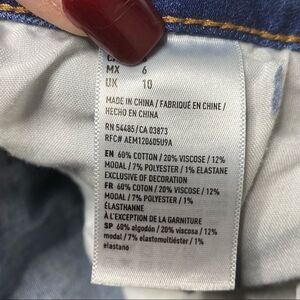 MX 6
UK 10
MADE IN CHINA / FABRIQUÉ EN CHINE /
HECHO EN CHINA
RN 54485/CA 03873
RFC# AEM120605U9A
EN 60% COTTON / 20% VISCOSE / 12%
MODAL / 7% POLYESTER / 1% ELASTANE
EXCLUSIVE OF DECORATION
FR 60% COTON / 20% VISCOSE / 12%
MODAL / 7% POLYESTER / 1%
ÉLASTHANNE
À L'EXCEPTION DE LA GARNITURE
SP 60% algodón / 20% viscosa / 12%
modal / 7% elastomultiéster / 1%
elastano